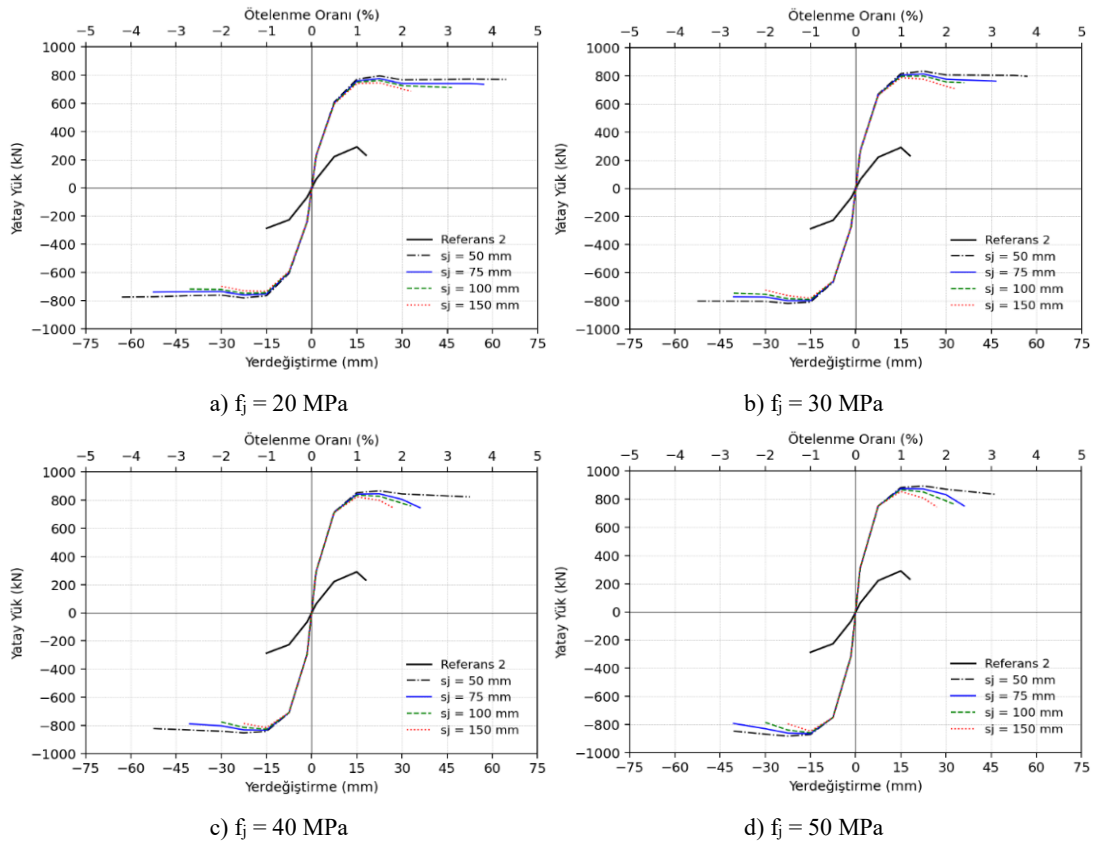 Ötelenme Oranı (%)
−5 −4 −3 −2 −1 0 1 2 3 4 5
1000
800
600
400
200
0
−200
−400
−600
−800
−1000
Yatay Yük (kN)
Referans 2
sj = 50 mm
sj = 75 mm
sj = 100 mm
sj = 150 mm
−75 −60 −45 −30 −15 0 15 30 45 60 75
Yerdeğiştirme (mm)
a) fj = 20 MPa
Ötelenme Oranı (%)
−5 −4 −3 −2 −1 0 1 2 3 4 5
1000
800
600
400
200
0
−200
−400
−600
−800
−1000
Yatay Yük (kN)
Referans 2
sj = 50 mm
sj = 75 mm
sj = 100 mm
sj = 150 mm
−75 −60 −45 −30 −15 0 15 30 45 60 75
Yerdeğiştirme (mm)
b) fj = 30 MPa
Ötelenme Oranı (%)
−5 −4 −3 −2 −1 0 1 2 3 4 5
1000
800
600
400
200
0
−200
−400
−600
−800
−1000
Yatay Yük (kN)
Referans 2
sj = 50 mm
sj = 75 mm
sj = 100 mm
sj = 150 mm
−75 −60 −45 −30 −15 0 15 30 45 60 75
Yerdeğiştirme (mm)
c) fj = 40 MPa
Ötelenme Oranı (%)
−5 −4 −3 −2 −1 0 1 2 3 4 5
1000
800
600
400
200
0
−200
−400
−600
−800
−1000
Yatay Yük (kN)
Referans 2
sj = 50 mm
sj = 75 mm
sj = 100 mm
sj = 150 mm
−75 −60 −45 −30 −15 0 15 30 45 60 75
Yerdeğiştirme (mm)
d) fj = 50 MPa